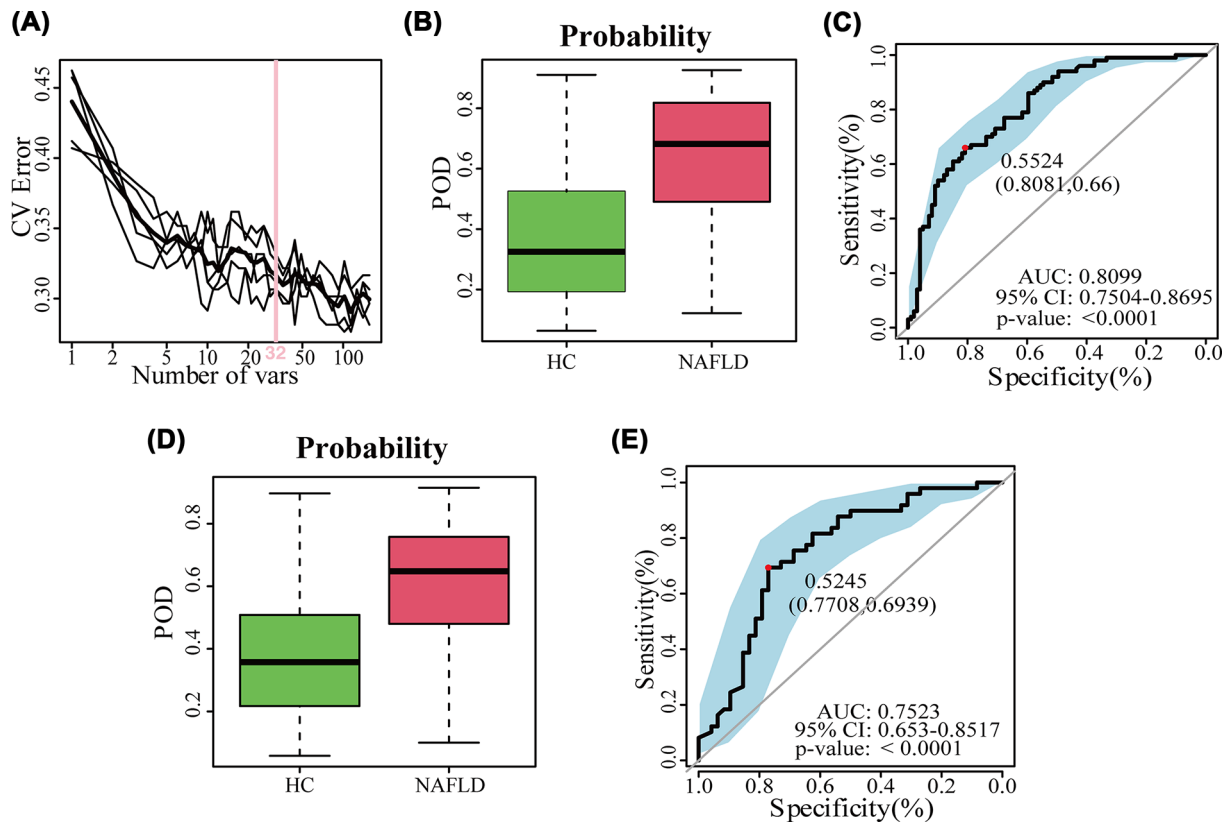 (A)
0.45
0.40
0.35
0.30
CV Error
1 2 5 10 20 32 50 100
Number of vars
(B)
Probability
0.8
0.6
0.4
0.2
POD
HC NAFLD
(C)
1.0
0.8
0.6
0.4
0.2
0.0
Sensitivity(%)
0.5524
(0.8081,0.66)
AUC: 0.8099
95% CI: 0.7504-0.8695
p-value: <0.0001
1.0 0.8 0.6 0.4 0.2 0.0
Specificity(%)
(D)
Probability
0.8
0.6
0.4
0.2
POD
HC NAFLD
(E)
1.0
0.8
0.6
0.4
0.2
0.0
Sensitivity(%)
0.5245
(0.7708,0.6939)
AUC: 0.7523
95% CI: 0.653-0.8517
p-value: < 0.0001
1.0 0.8 0.6 0.4 0.2 0.0
Specificity(%)